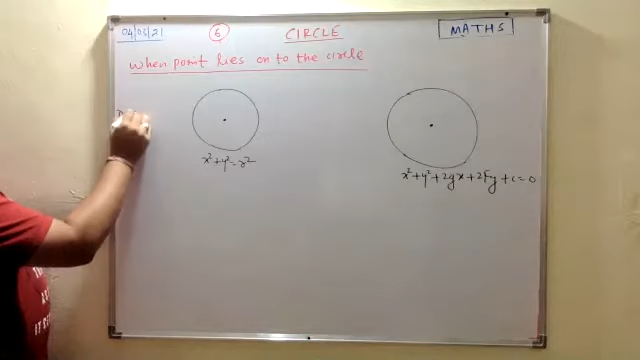 04/03/21 6 CIRCLE MATHS
When point lies on to the circle
x²+y²=r²
x²+y²+2gx+2fy+c=0